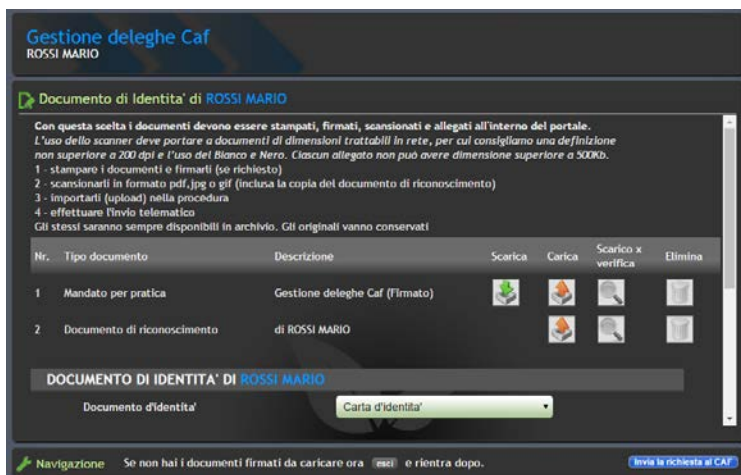 Gestione deleghe Caf
ROSSI MARIO
Documento di Identita' di ROSSI MARIO
Con questa scelta i documenti devono essere stampati, firmati, scansionati e allegati all'interno del portale.
L'uso dello scanner deve portare a documenti di dimensioni trattabili in rete, per cui consigliamo una definizione
non superiore a 200 dpi e l'uso del Bianco e Nero. Ciascun allegato non può avere dimensione superiore a 500Kb.
1 - stampare i documenti e firmarli (se richiesto)
2 - scansionarli in formato pdf,jpg o gif (inclusa la copia del documento di riconoscimento)
3 - importarli (upload) nella procedura
4 - effettuare l'invio telematico
Gli stessi saranno sempre disponibili in archivio. Gli originali vanno conservati
Nr. Tipo documento Descrizione Scarica Carica Scarico x verifica Elimina
1 Mandato per pratica Gestione deleghe Caf (Firmato)
2 Documento di riconoscimento di ROSSI MARIO
DOCUMENTO DI IDENTITA' DI ROSSI MARIO
Documento d'identita' Carta d'identita'
Navigazione Se non hai i documenti firmati da caricare ora esci e rientra dopo. Invia la richiesta al CAF